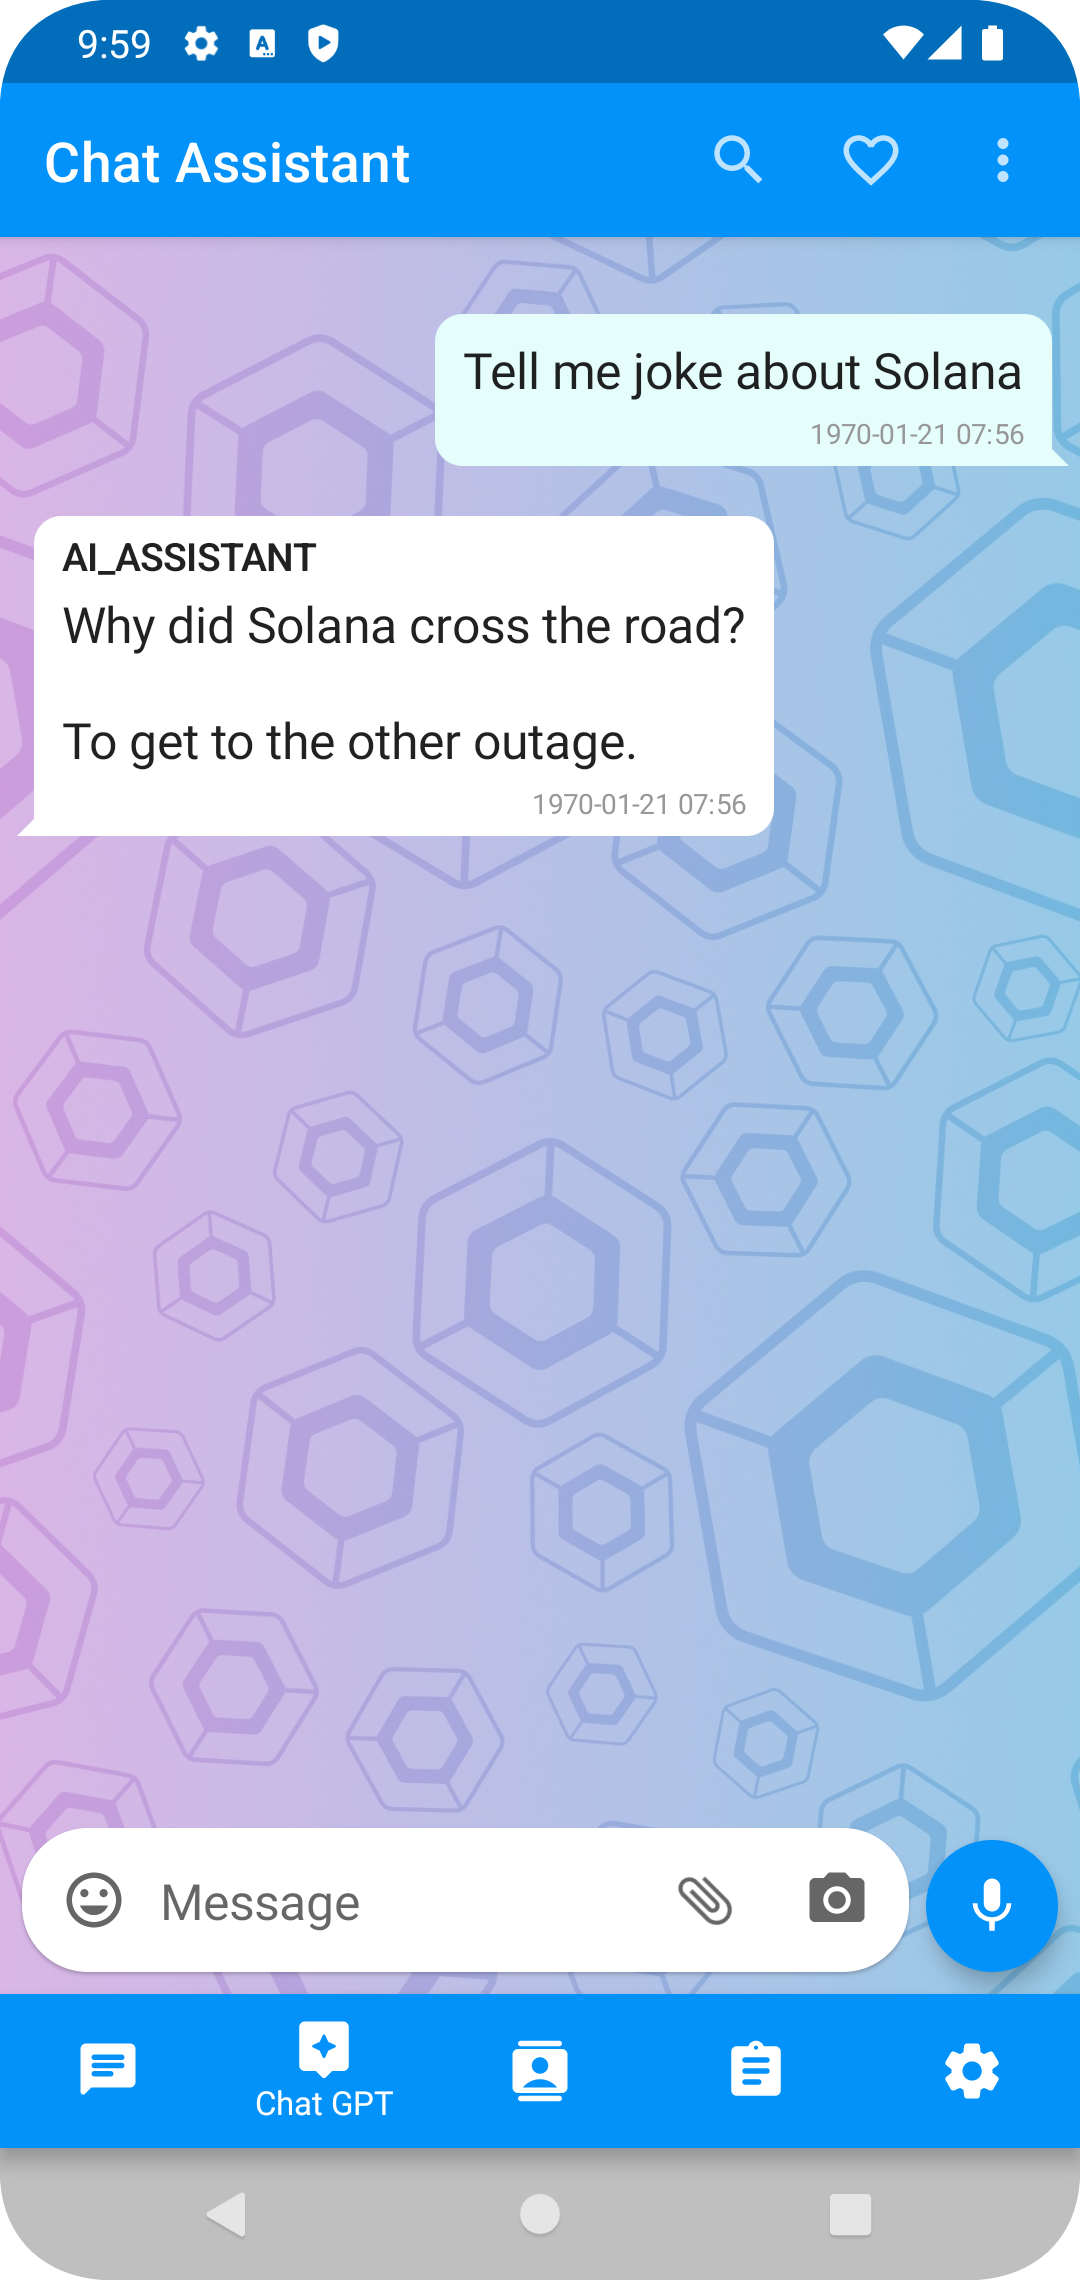 9:59
Chat Assistant
Tell me joke about Solana
1970-01-21 07:56
AI_ASSISTANT
Why did Solana cross the road?
To get to the other outage.
1970-01-21 07:56
Message
Chat GPT